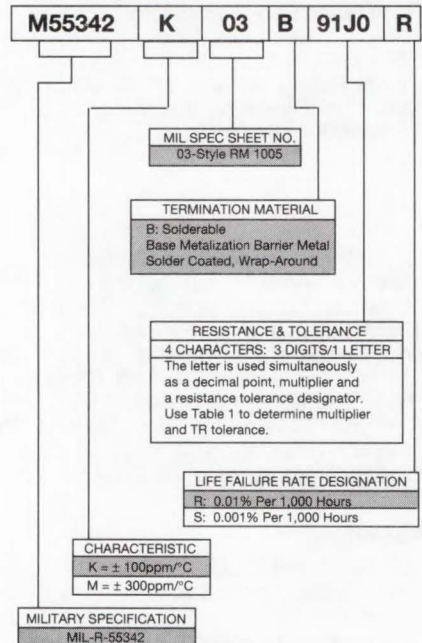 M55342 K 03 B 91J0 R
MIL SPEC SHEET NO.
03-Style RM 1005
TERMINATION MATERIAL
B: Solderable
Base Metalization Barrier Metal
Solder Coated, Wrap-Around
RESISTANCE & TOLERANCE
4 CHARACTERS: 3 DIGITS/1 LETTER
The letter is used simultaneously
as a decimal point, multiplier and
a resistance tolerance designator.
Use Table 1 to determine multiplier
and TR tolerance.
LIFE FAILURE RATE DESIGNATION
R: 0.01% Per 1,000 Hours
S: 0.001% Per 1,000 Hours
CHARACTERISTIC
K = ± 100ppm/°C
M = ± 300ppm/°C
MILITARY SPECIFICATION
MIL-R-55342